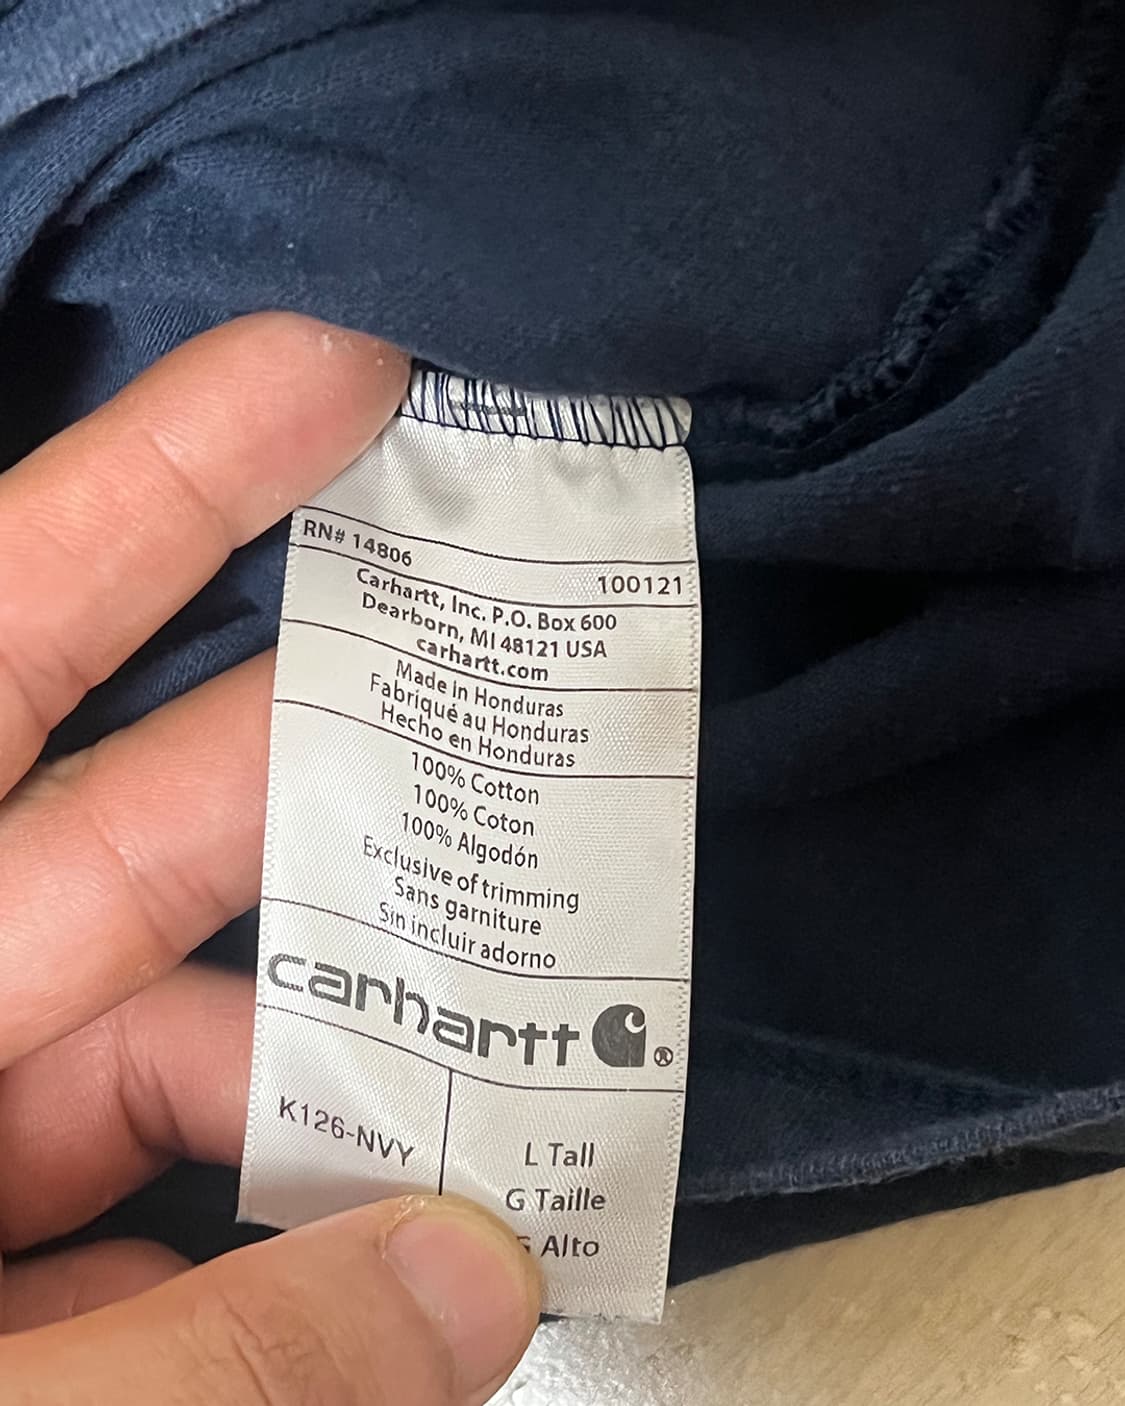 RN# 14806
100121
Carhartt, Inc. P.O. Box 600
Dearborn, MI 48121 USA
carhartt.com
Made in Honduras
Fabriqué au Honduras
Hecho en Honduras
100% Cotton
100% Coton
100% Algodón
Exclusive of trimming
Sans garniture
Sin incluir adorno
carhartt ®
K126-NVY
L Tall
G Taille
G Alto